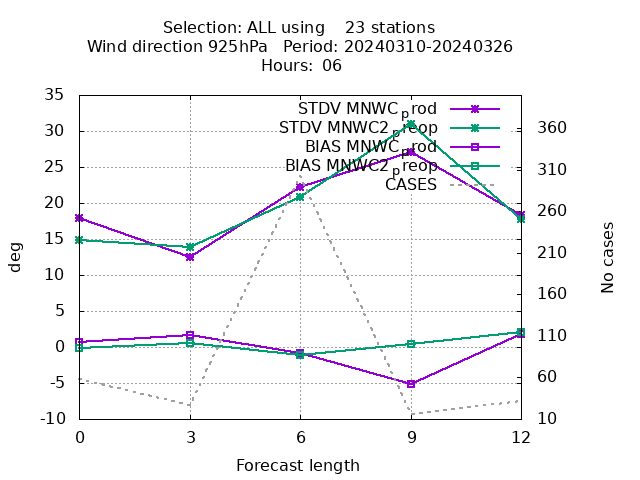 Selection: ALL using    23 stations
Wind direction 925hPa   Period: 20240310-20240326
Hours:  06
STDV MNWC_prod
STDV MNWC2_preop
BIAS MNWC_prod
BIAS MNWC2_preop
CASES
35
30
25
20
15
10
5
0
-5
-10
deg
360
310
260
210
160
110
60
10
No cases
0 3 6 9 12
Forecast length